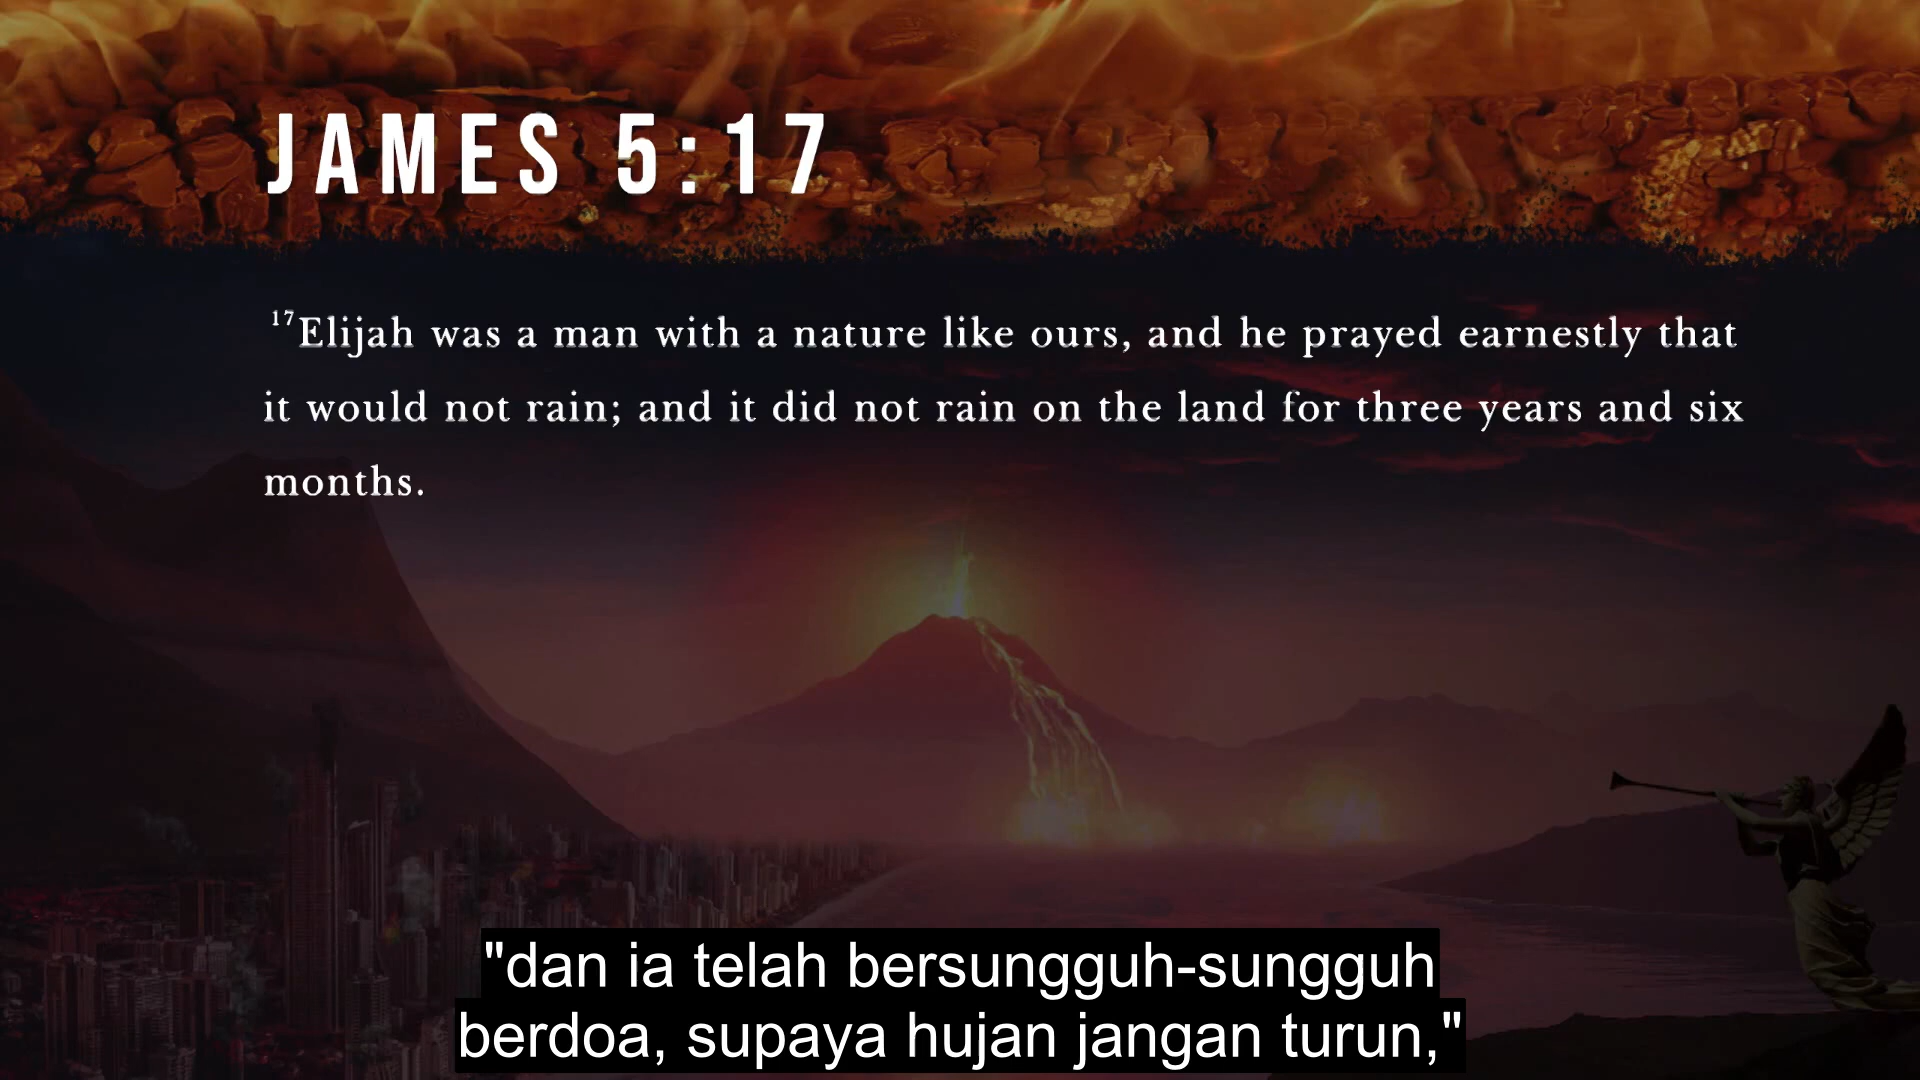 JAMES 5:17
17Elijah was a man with a nature like ours, and he prayed earnestly that
it would not rain; and it did not rain on the land for three years and six
months.
"dan ia telah bersungguh-sungguh
berdoa, supaya hujan jangan turun,"